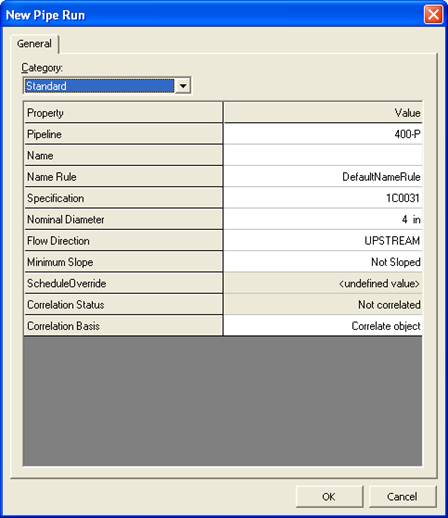 New Pipe Run
General
Category:
Standard
Property Value
Pipeline 400-P
Name
Name Rule DefaultNameRule
Specification 1C0031
Nominal Diameter 4 in
Flow Direction UPSTREAM
Minimum Slope Not Sloped
ScheduleOverride <undefined value>
Correlation Status Not correlated
Correlation Basis Correlate object
OK Cancel